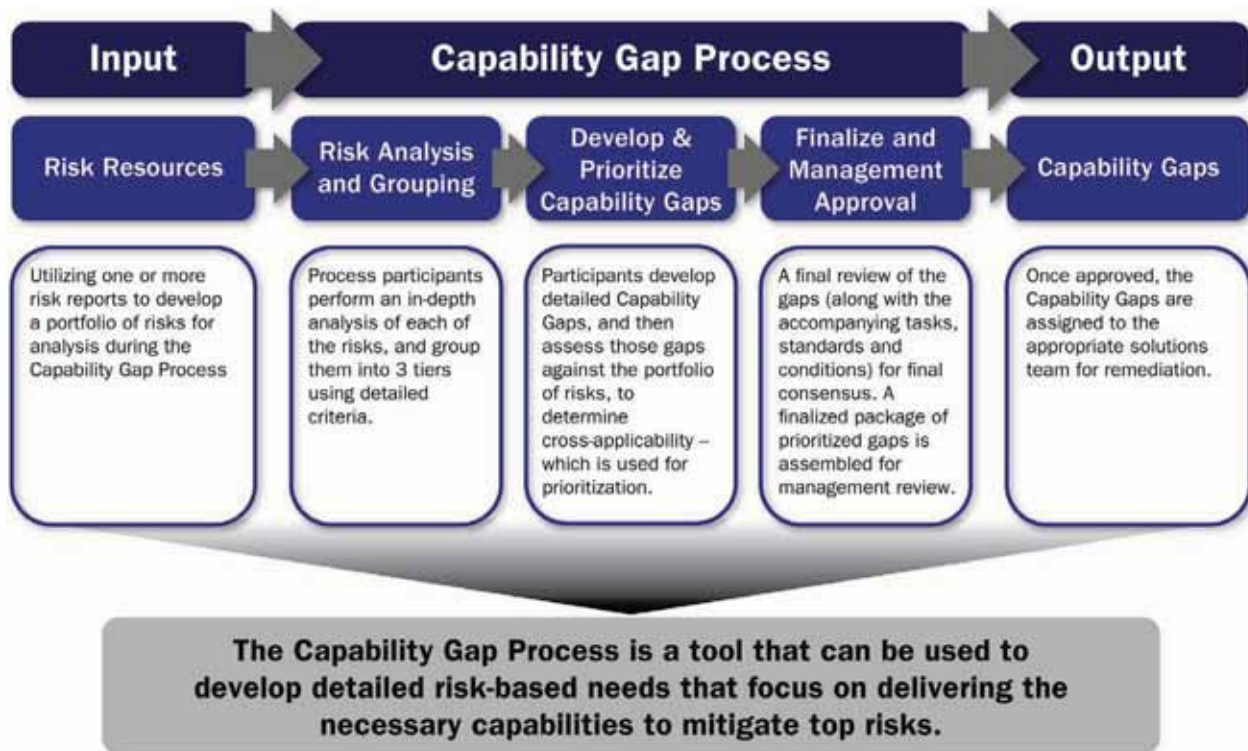 Input
Capability Gap Process
Output
Risk Resources
Risk Analysis
and Grouping
Develop &
Prioritize
Capability Gaps
Finalize and
Management
Approval
Capability Gaps
Utilizing one or more
risk reports to develop
a portfolio of risks for
analysis during the
Capability Gap Process
Process participants
perform an in-depth
analysis of each of
the risks, and group
them into 3 tiers
using detailed
criteria.
Participants develop
detailed Capability
Gaps, and then
assess those gaps
against the portfolio
of risks, to
determine
cross-applicability –
which is used for
prioritization.
A final review of the
gaps (along with the
accompanying tasks,
standards and
conditions) for final
consensus. A
finalized package of
prioritized gaps is
assembled for
management review.
Once approved, the
Capability Gaps are
assigned to the
appropriate solutions
team for remediation.
The Capability Gap Process is a tool that can be used to
develop detailed risk-based needs that focus on delivering the
necessary capabilities to mitigate top risks.